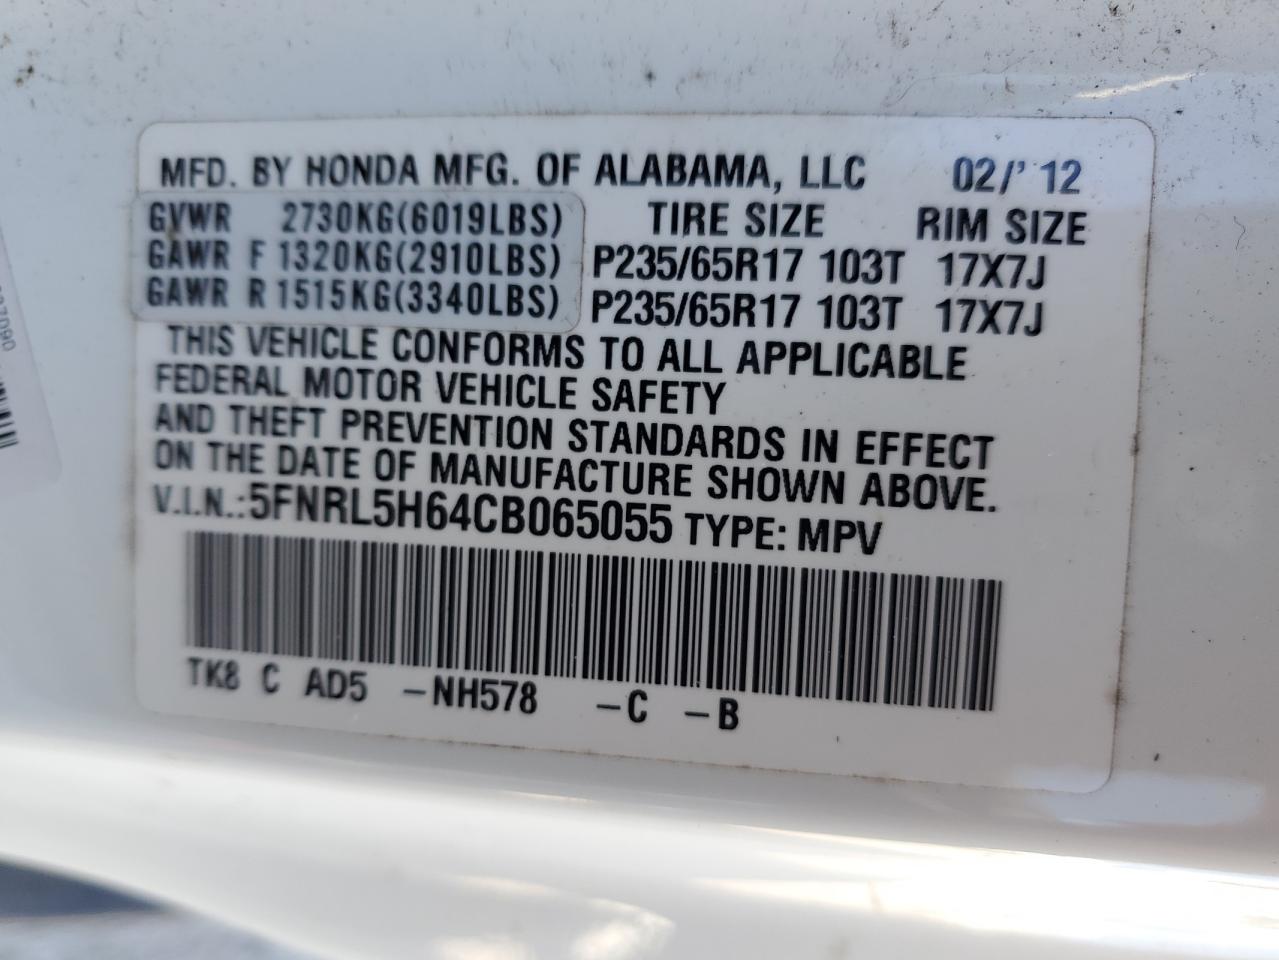 MFD. BY HONDA MFG. OF ALABAMA, LLC 02/'12
GVWR 2730KG(6019LBS) TIRE SIZE RIM SIZE
GAWR F 1320KG(2910LBS) P235/65R17 103T 17X7J
GAWR R 1515KG(3340LBS) P235/65R17 103T 17X7J
THIS VEHICLE CONFORMS TO ALL APPLICABLE
FEDERAL MOTOR VEHICLE SAFETY
AND THEFT PREVENTION STANDARDS IN EFFECT
ON THE DATE OF MANUFACTURE SHOWN ABOVE.
V.I.N.:5FNRL5H64CB065055 TYPE: MPV
TK8 C AD5 -NH578 -C -B